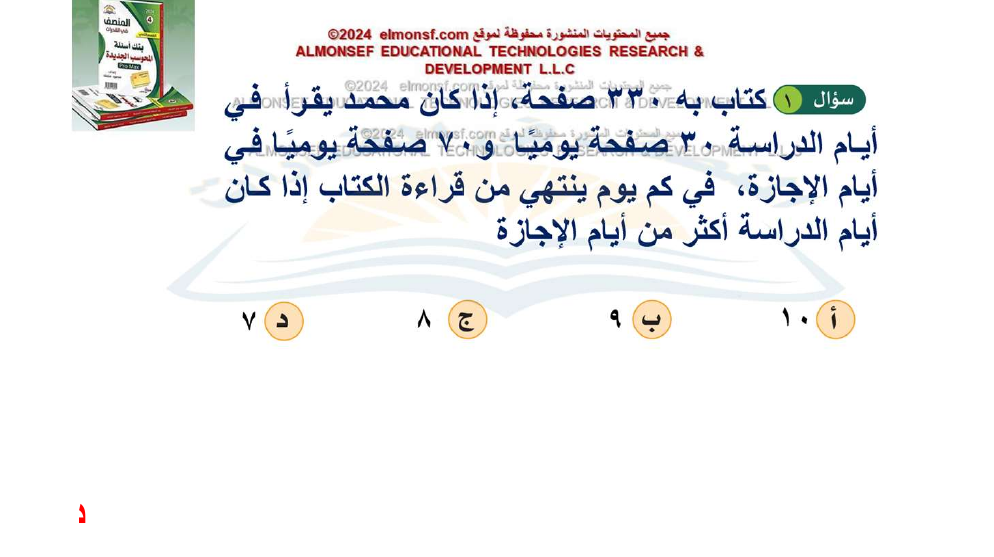 جميع المحتويات المنشورة محفوظة لموقع elmonsf.com ©2024
ALMONSEF EDUCATIONAL TECHNOLOGIES RESEARCH &
DEVELOPMENT L.L.C
المنصف
بنك أسئلة
المحوسب الجديدة
سؤال ١ كتاب به ٢٣٠ صفحة، إذا كان محمد يقرأ في
أيام الدراسة ٣٠ صفحة يوميًا و٧٠ صفحة يوميًا في
أيام الإجازة، في كم يوم ينتهي من قراءة الكتاب إذا كان
أيام الدراسة أكثر من أيام الإجازة
أ ١٠ ب ٩ ج ٨ د ٧
د